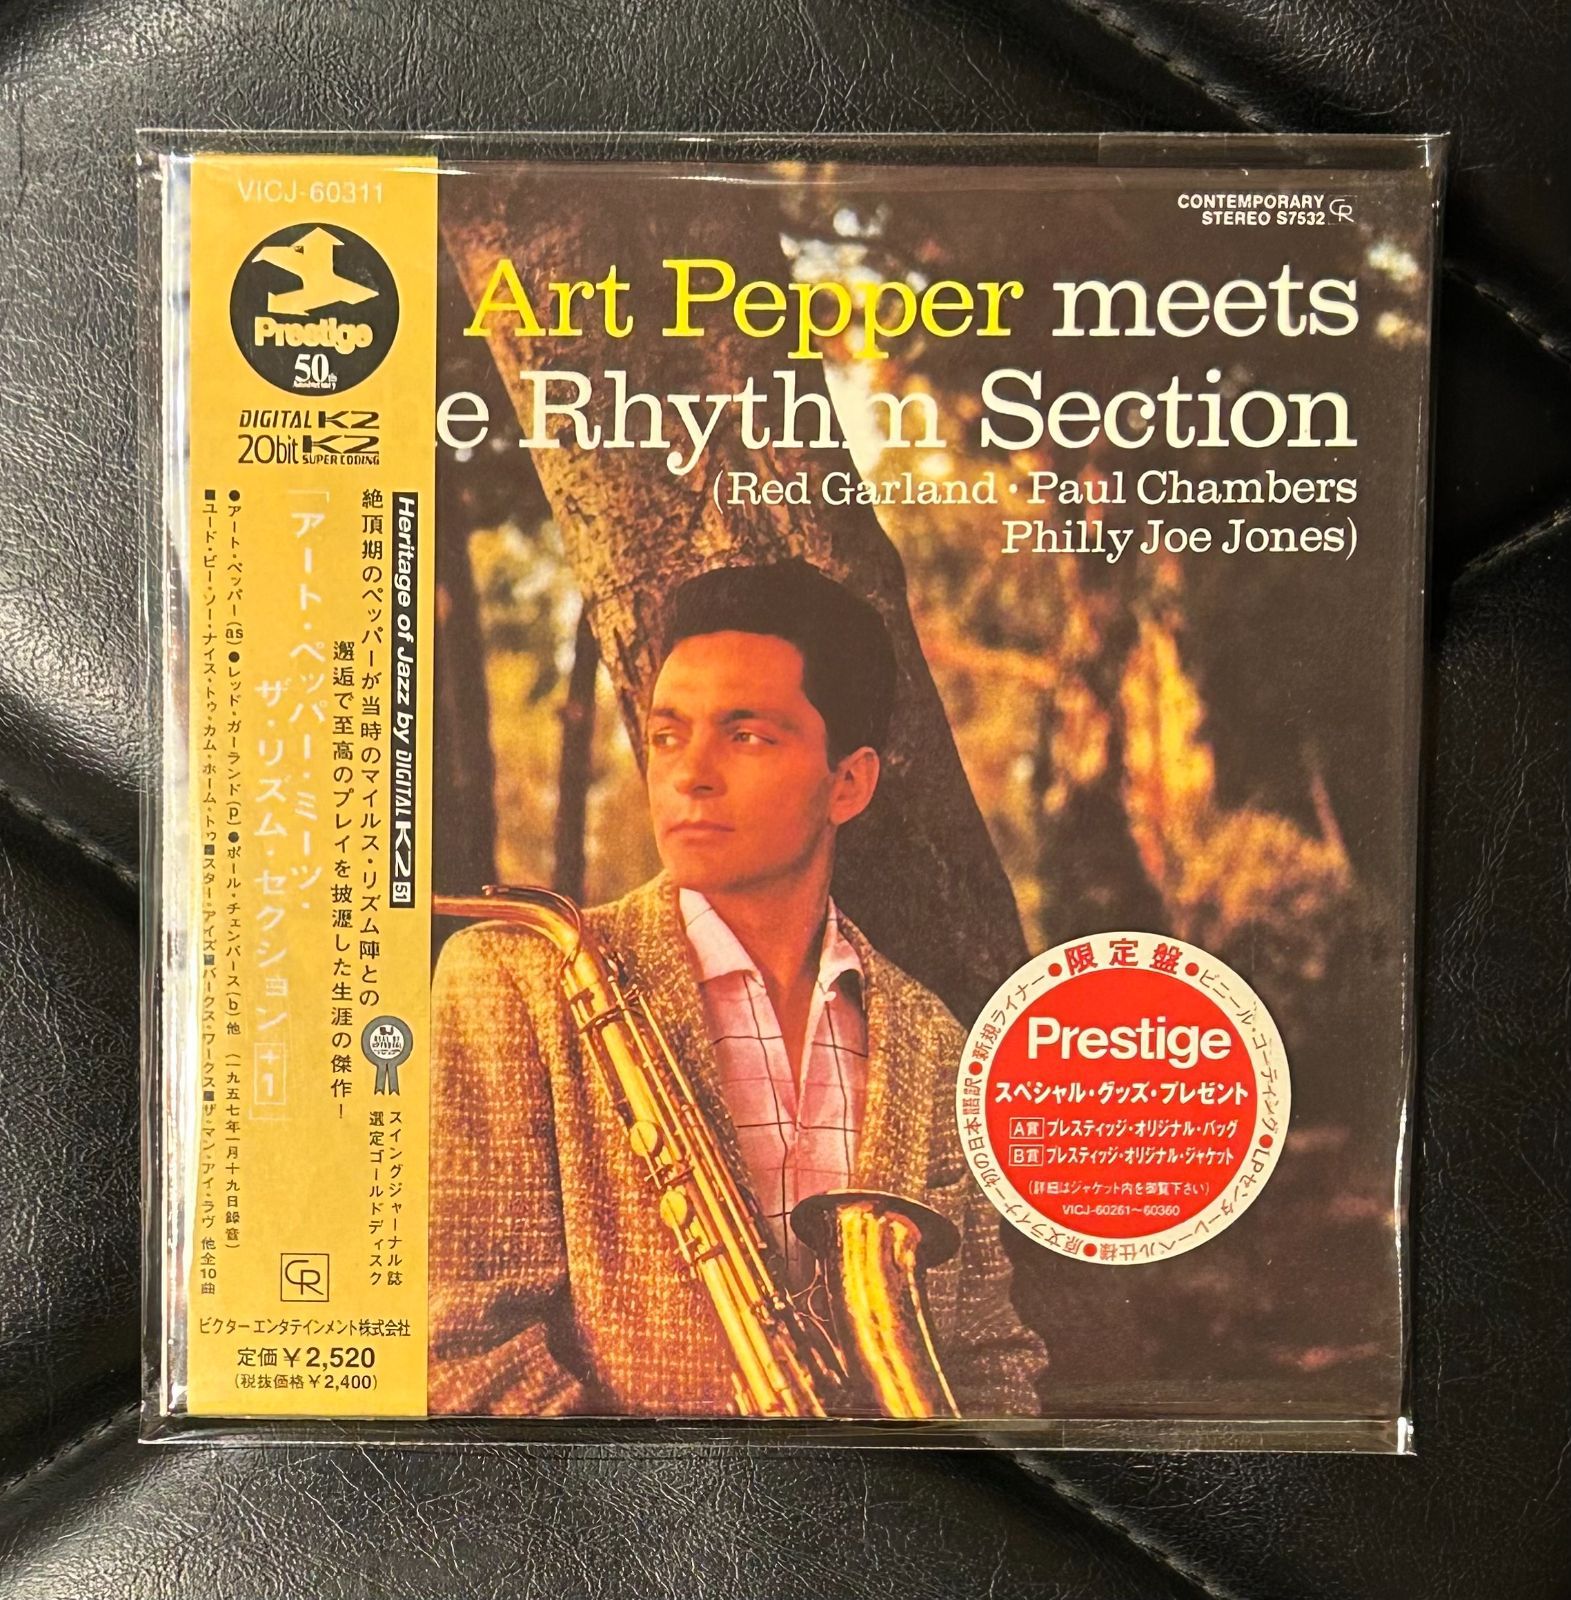 VICJ-60311
Prestige
50th
DIGITAL K2
20bit K2
SUPER CODING
Heritage of Jazz by DIGITAL K2 51
絶頂期のペッパーが当時のマイルス・リズム陣との
邂逅で至高のプレイを披瀝した生涯の傑作!
スイングジャーナル誌
選定ゴールドディスク
「アート・ペッパー・ミーツ・
ザ・リズム・セクション+1」
●アート・ペッパー(as)●レッド・ガーランド(p)●ポール・チェンバース(b)他 (一九五七年一月十九日録音)
■ユード・ビー・ソー・ナイス・トゥ・カム・ホーム・トゥ■スター・アイズ■バークス・ワークス■ザ・マン・アイ・ラヴ 他全10曲
CR
ビクターエンタテインメント株式会社
定価¥2,520
(税抜価格¥2,400)
CONTEMPORARY CR
STEREO S7532
Art Pepper meets
e Rhythm Section
(Red Garland・Paul Chambers
Philly Joe Jones)
●限定盤●ビニール・コーティング●LPセンターレーベル仕様●原文ライナー初の日本語訳●新規ライナー
Prestige
スペシャル・グッズ・プレゼント
A賞 プレスティッジ・オリジナル・バッグ
B賞 プレスティッジ・オリジナル・ジャケット
(詳細はジャケット内を御覧下さい)
VICJ-60261〜60360